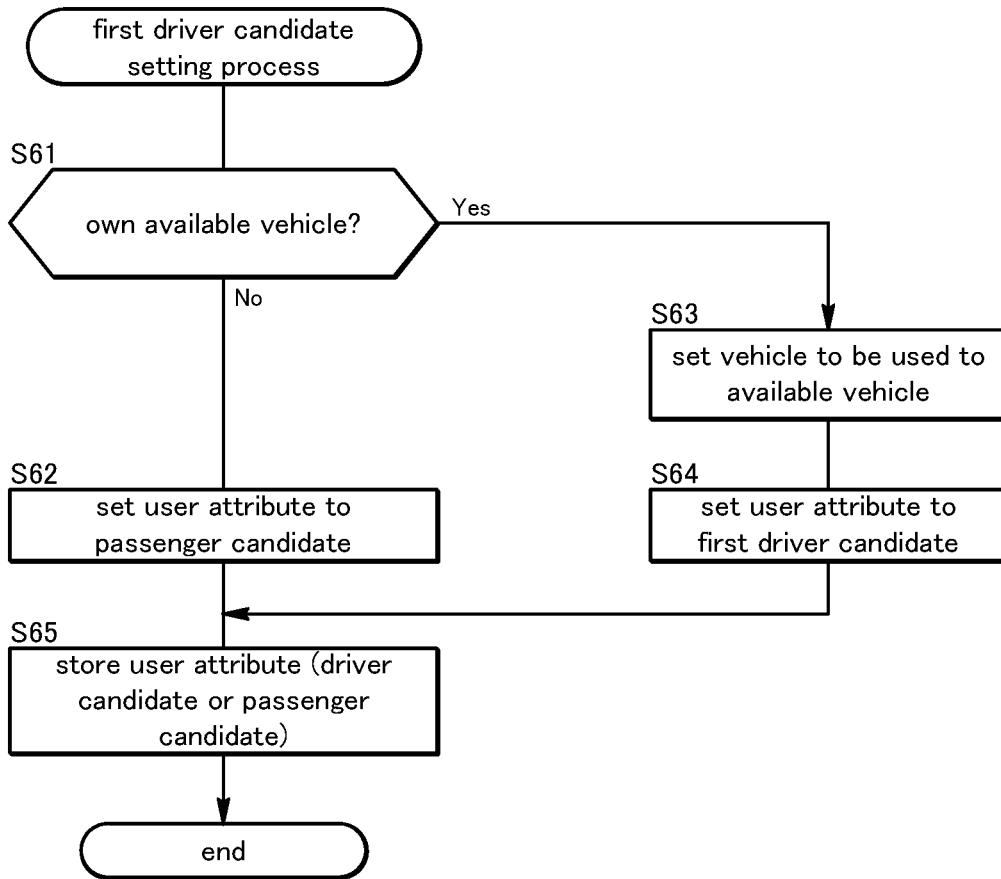 first driver candidate
setting process
S61
own available vehicle?
Yes
No
S63
set vehicle to be used to
available vehicle
S62
set user attribute to
passenger candidate
S64
set user attribute to
first driver candidate
S65
store user attribute (driver
candidate or passenger
candidate)
end